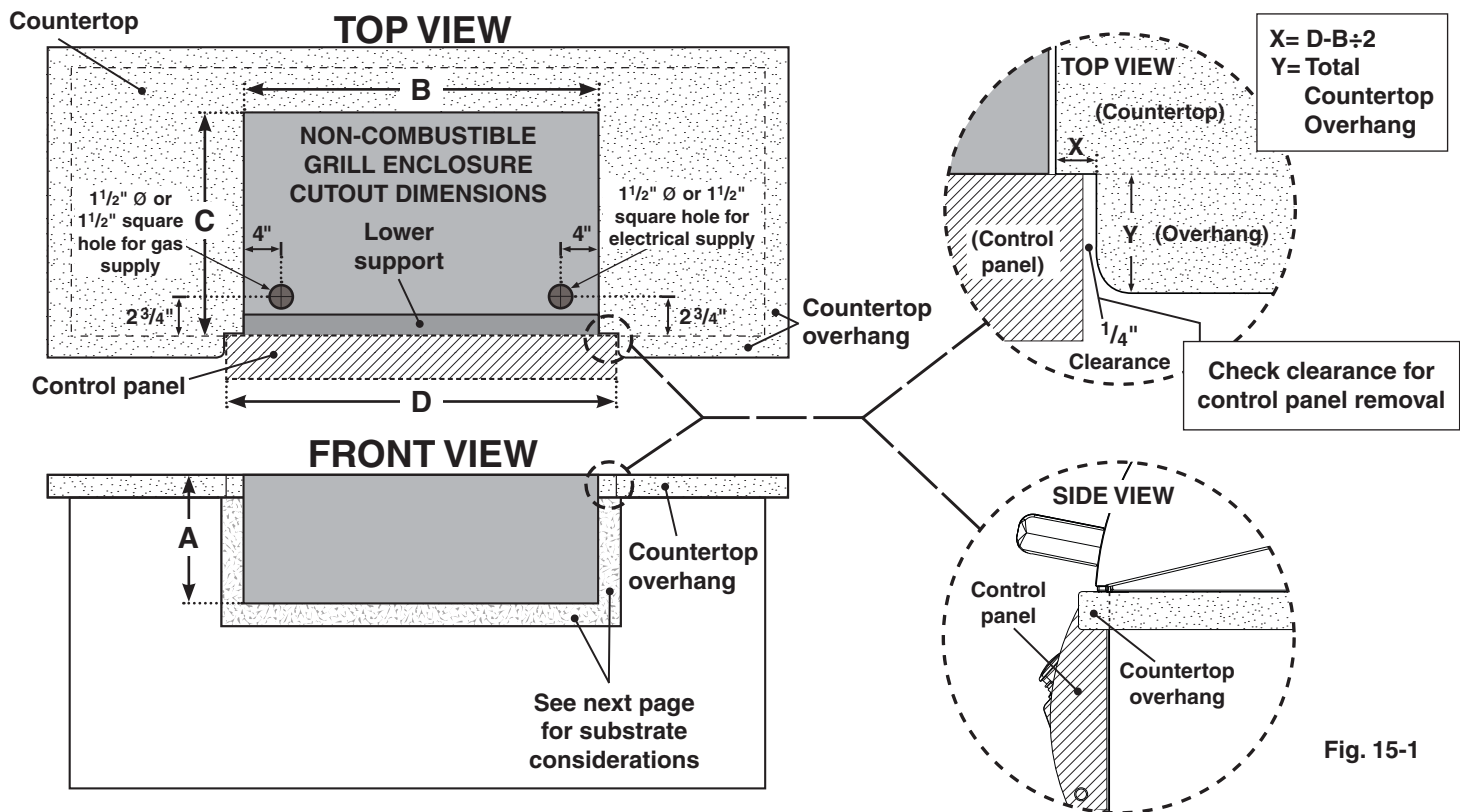 Countertop
TOP VIEW
B
NON-COMBUSTIBLE
GRILL ENCLOSURE
CUTOUT DIMENSIONS
1 1/2" Ø or
1 1/2" square
hole for gas
supply
C
4"
Lower
support
4"
1 1/2" Ø or 1 1/2"
square hole for
electrical supply
2 3/4"
2 3/4"
Countertop
overhang
Control panel
D
TOP VIEW
(Countertop)
X
(Control
panel)
Y
(Overhang)
1/4"
Clearance
X= D-B÷2
Y= Total
Countertop
Overhang
Check clearance for
control panel removal
FRONT VIEW
A
Countertop
overhang
See next page
for substrate
considerations
SIDE VIEW
Control
panel
Countertop
overhang
Fig. 15-1